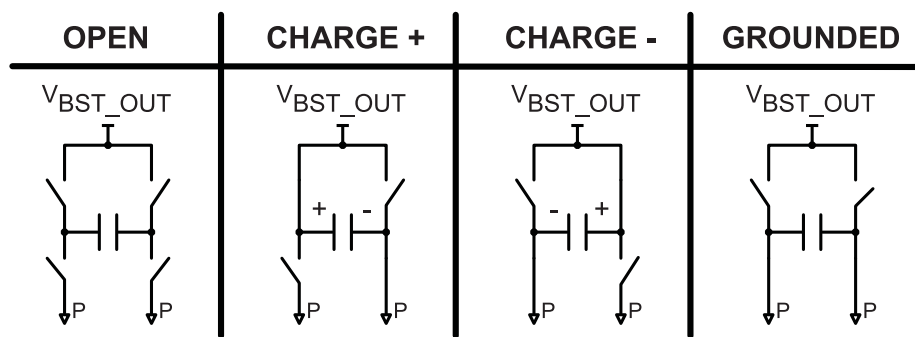 OPEN CHARGE + CHARGE - GROUNDED
VBST_OUT VBST_OUT VBST_OUT VBST_OUT
+ - - +
P P P P P P P P